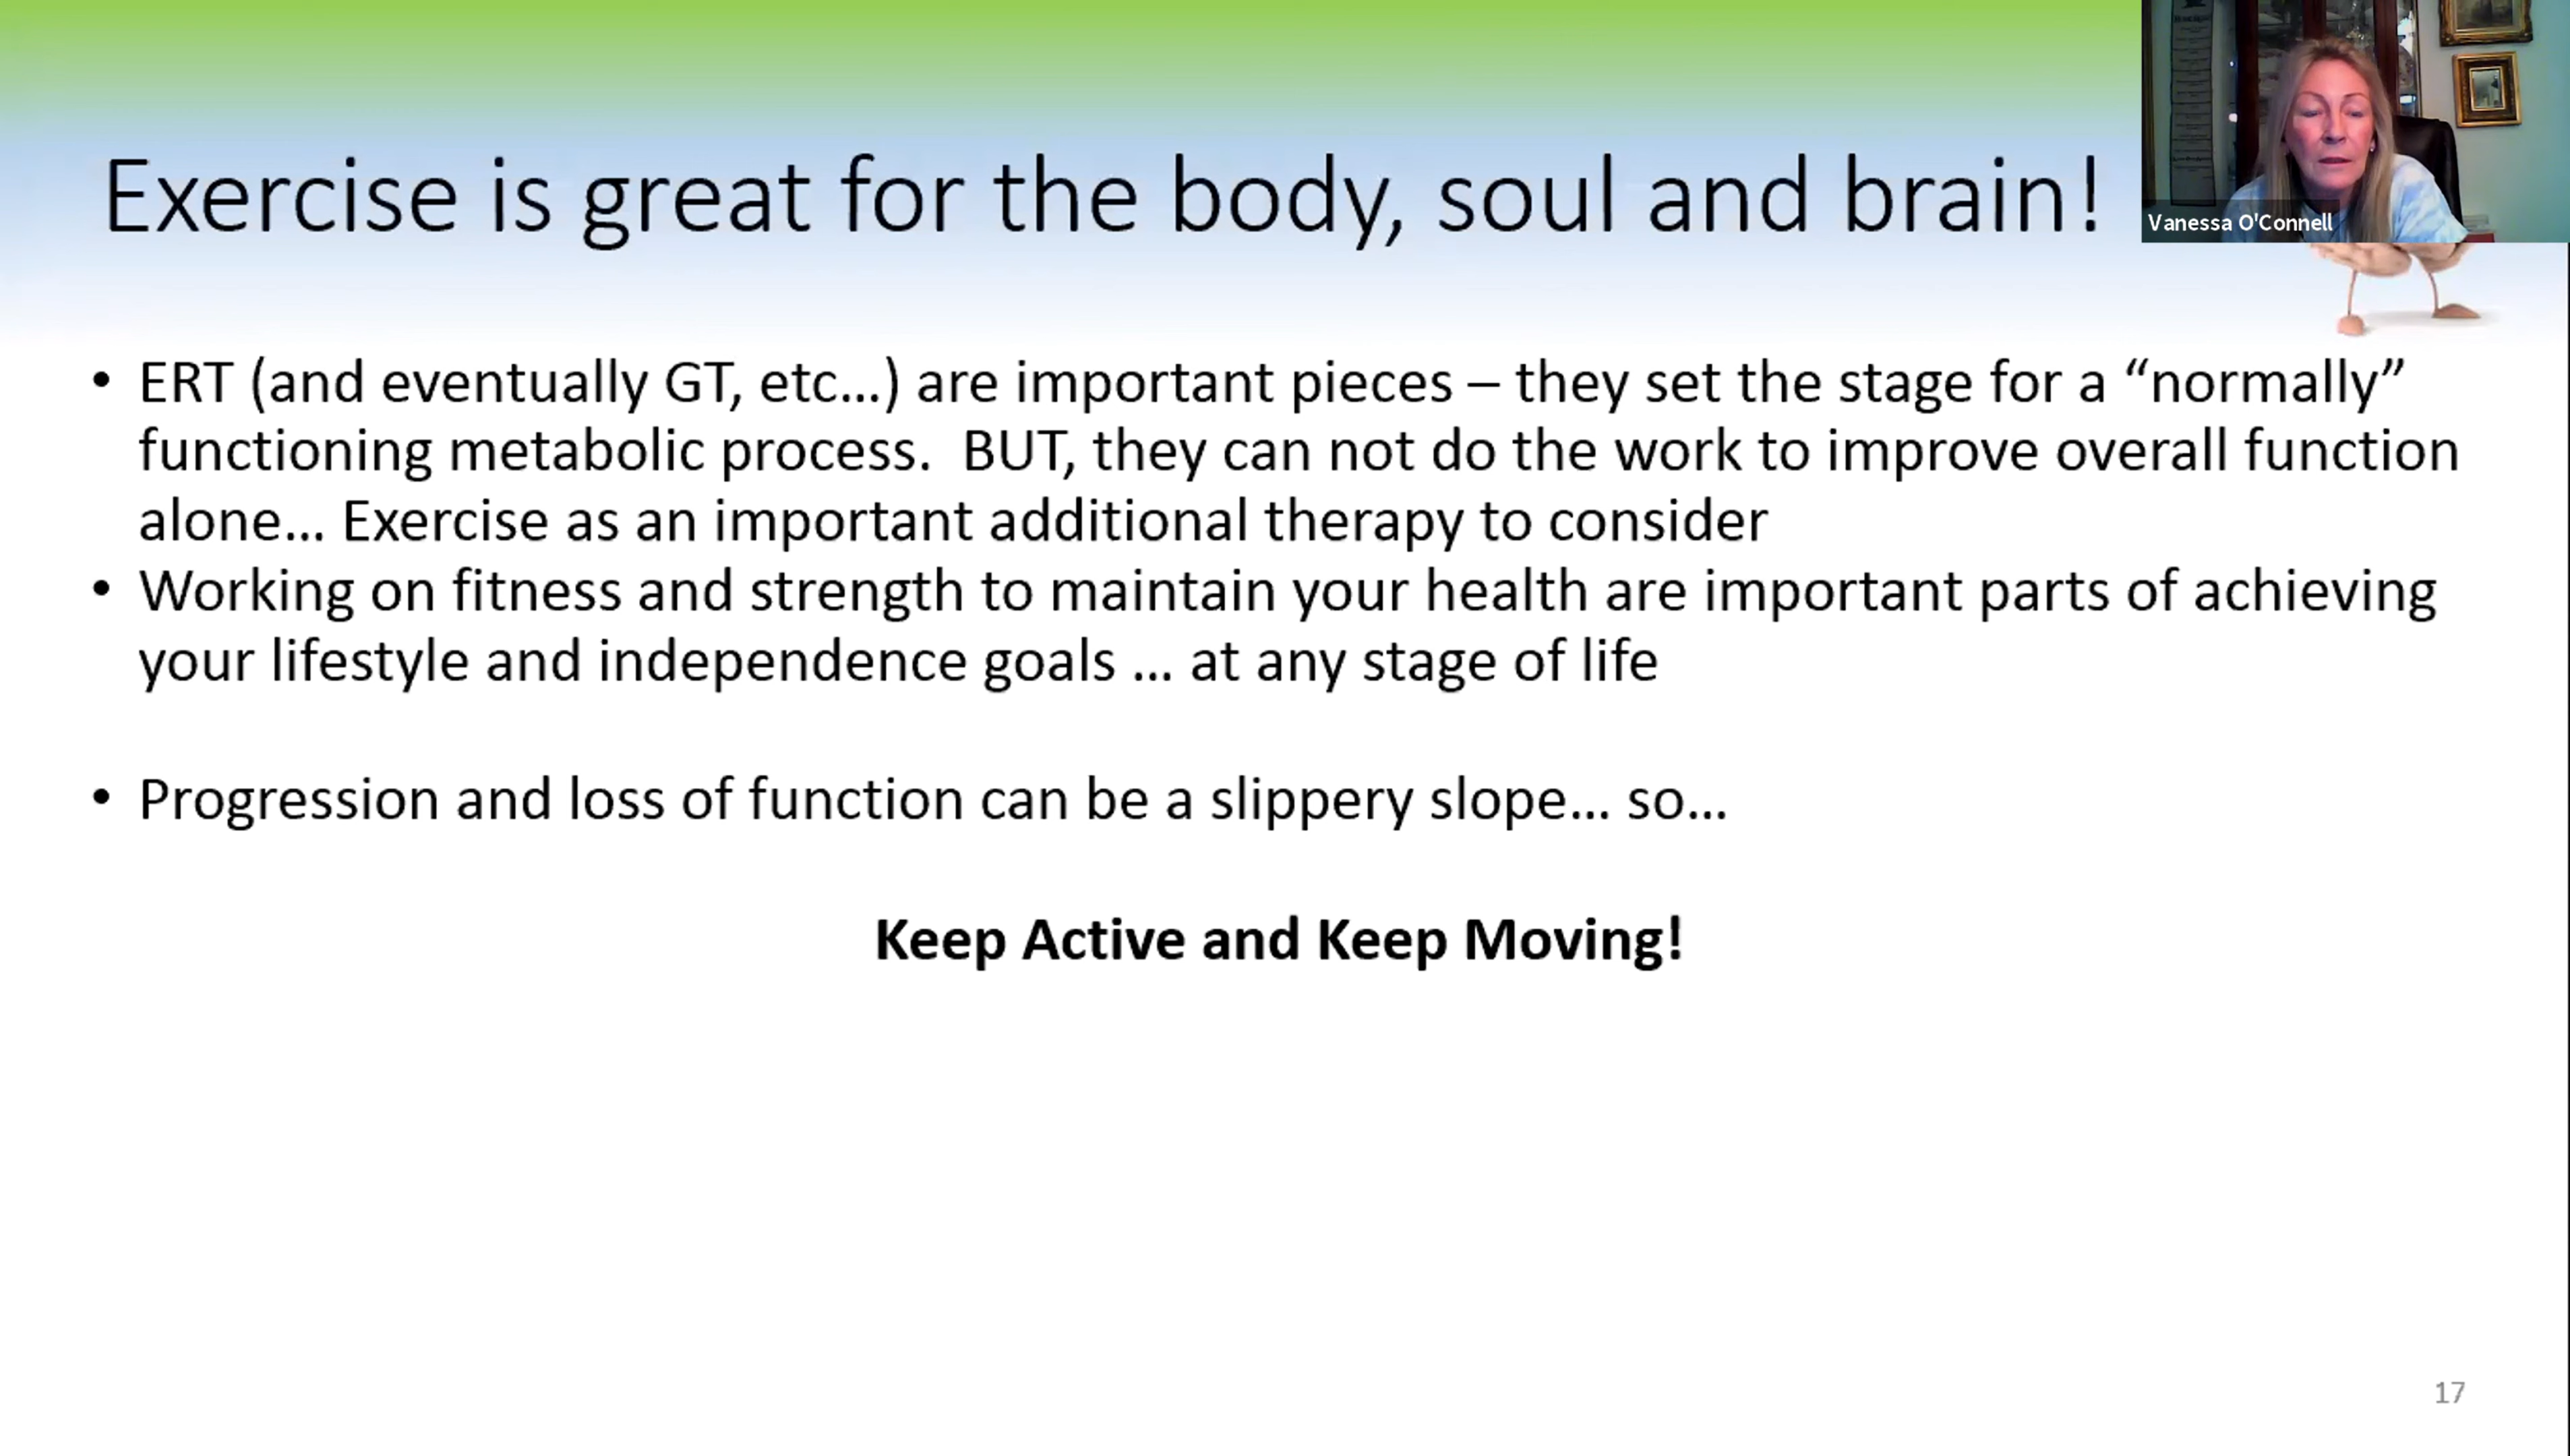 Exercise is great for the body, soul and brain!
Vanessa O'Connell
• ERT (and eventually GT, etc...) are important pieces – they set the stage for a “normally”
functioning metabolic process.  BUT, they can not do the work to improve overall function
alone... Exercise as an important additional therapy to consider
• Working on fitness and strength to maintain your health are important parts of achieving
your lifestyle and independence goals ... at any stage of life
• Progression and loss of function can be a slippery slope... so...
Keep Active and Keep Moving!
17